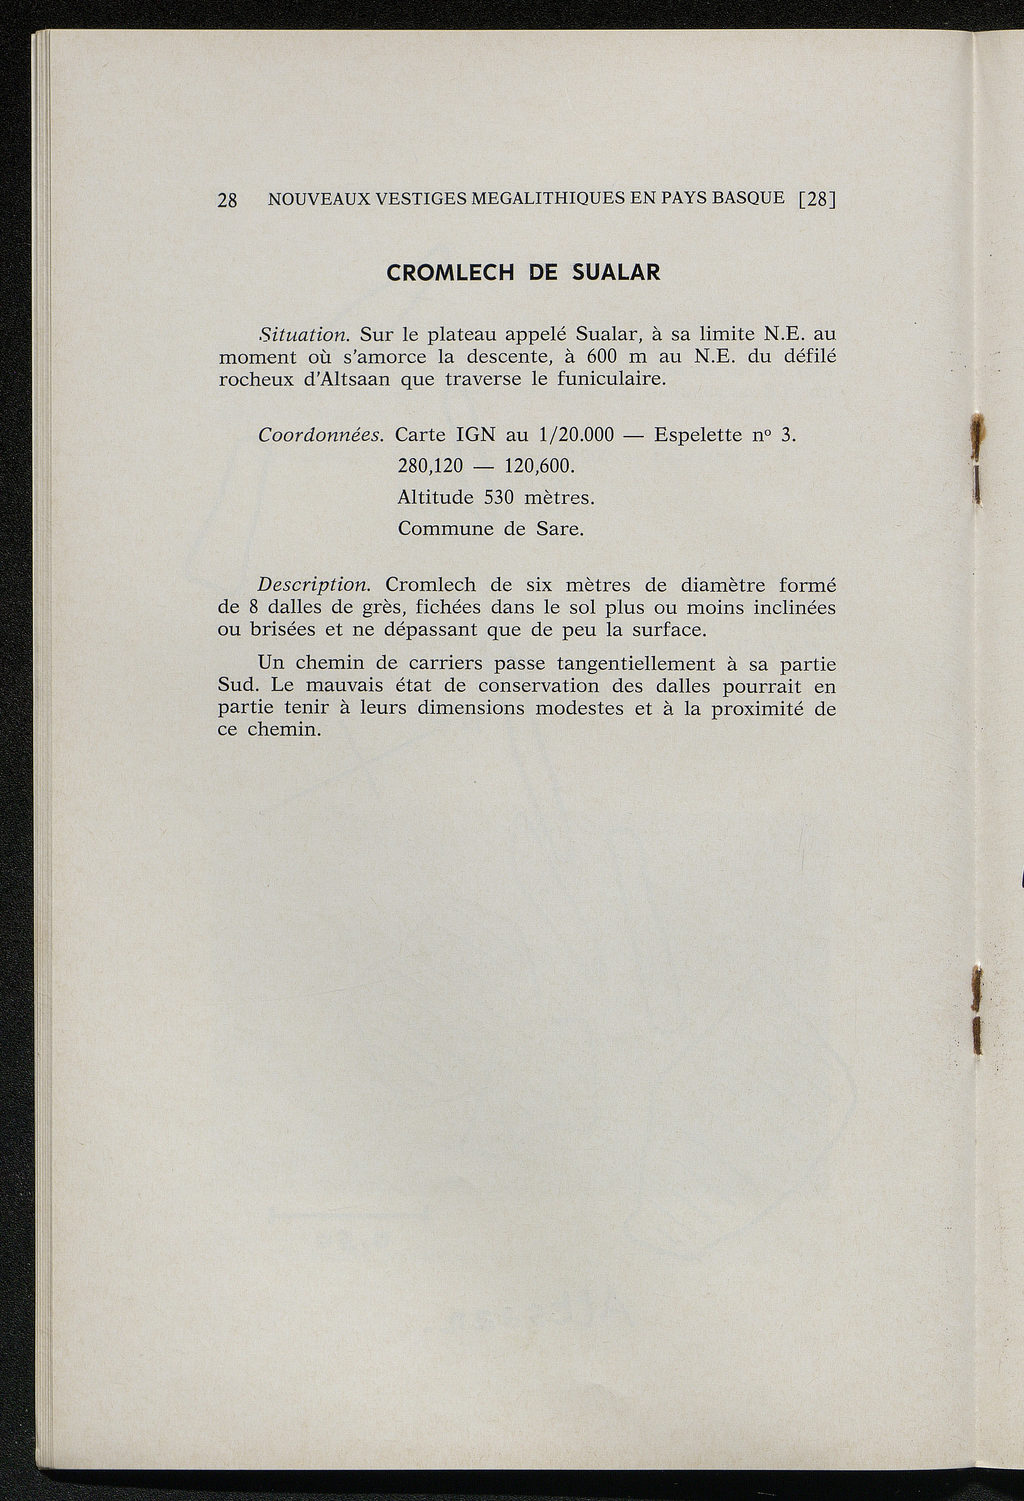 28 NOUVEAUX VESTIGES MEGALITHIQUES EN PAYS BASQUE [28]
CROMLECH DE SUALAR
Situation. Sur le plateau appelé Sualar, à sa limite N.E. au
moment où s'amorce la descente, à 600 m au N.E. du défilé
rocheux d'Altsaan que traverse le funiculaire.
Coordonnées. Carte IGN au 1/20.000 — Espelette nº 3.
280,120 — 120,600.
Altitude 530 mètres.
Commune de Sare.
Description. Cromlech de six mètres de diamètre formé
de 8 dalles de grès, fichées dans le sol plus ou moins inclinées
ou brisées et ne dépassant que de peu la surface.
Un chemin de carriers passe tangentiellement à sa partie
Sud. Le mauvais état de conservation des dalles pourrait en
partie tenir à leurs dimensions modestes et à la proximité de
ce chemin.